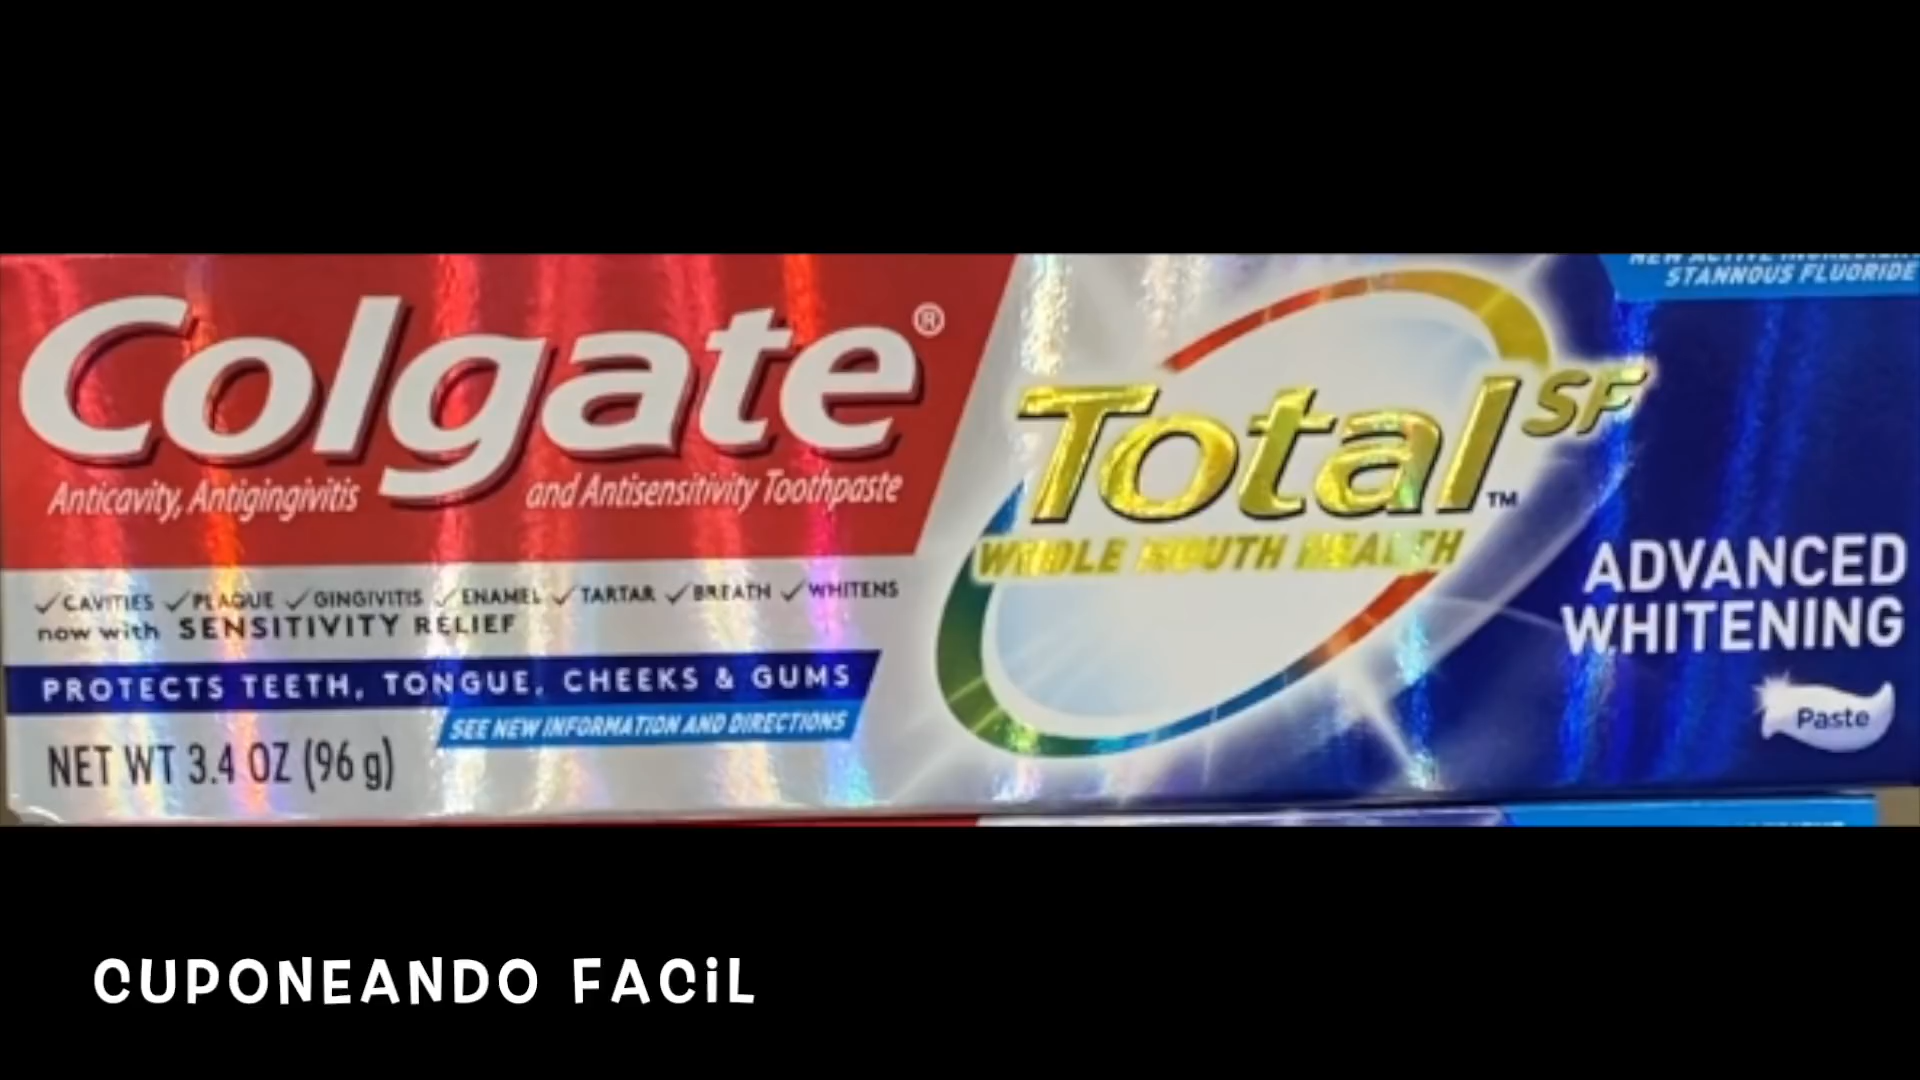 Colgate®
Anticavity, Antigingivitis and Antisensitivity Toothpaste
✓CAVITIES ✓PLAQUE ✓GINGIVITIS ✓ENAMEL ✓TARTAR ✓BREATH ✓WHITENS
now with SENSITIVITY RELIEF
PROTECTS TEETH, TONGUE, CHEEKS & GUMS
SEE NEW INFORMATION AND DIRECTIONS
NET WT 3.4 OZ (96 g)
Total SF™
WHOLE MOUTH HEALTH
NEW ACTIVE INGREDIENT
STANNOUS FLUORIDE
ADVANCED
WHITENING
Paste
CUPONEANDO FACiL